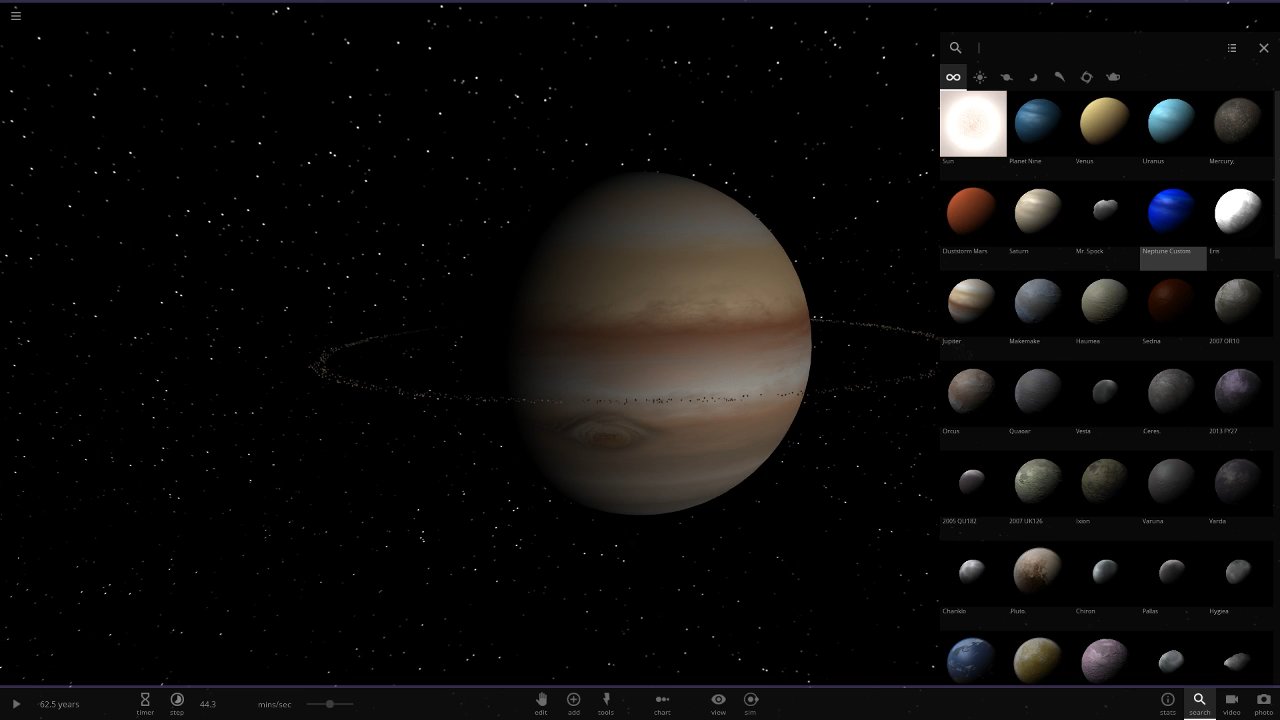 Sun Planet Nine Venus Uranus Mercury,
Duststorm Mars Saturn Mr. Spock Neptune Custom Eris
Jupiter Makemake Haumea Sedna 2007 OR10
Orcus Quaoar Vesta Ceres. 2013 FY27
2005 QU182 2007 UK126 Ixion Varuna Varda
Chariklo Pluto Chiron Pallas Hygiea
-62.5 years timer step 44.3 mins/sec edit add tools chart view sim stats search video photo